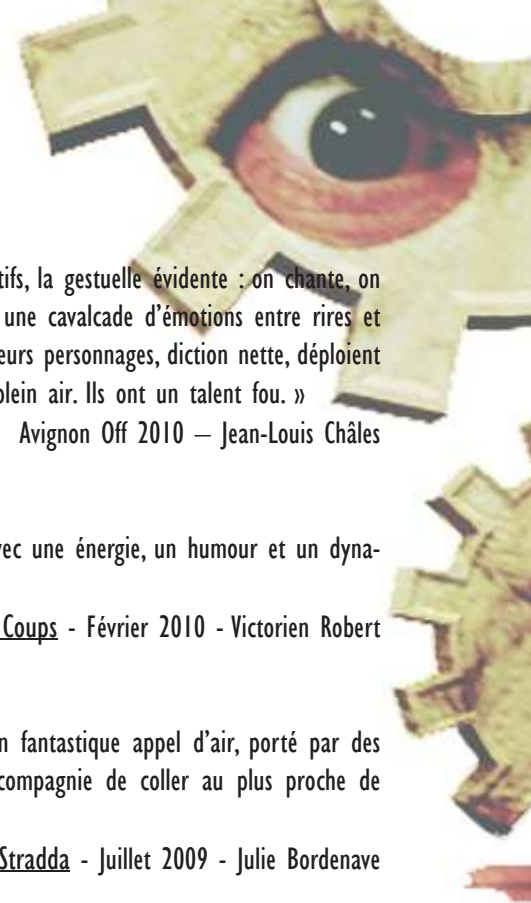 tifs, la gestuelle évidente : on chante, on
une cavalcade d’émotions entre rires et
eurs personnages, diction nette, déploient
plein air. Ils ont un talent fou. »
Avignon Off 2010 – Jean-Louis Châles
vec une énergie, un humour et un dyna-
Coups - Février 2010 - Victorien Robert
n fantastique appel d’air, porté par des
compagnie de coller au plus proche de
Stradda - Juillet 2009 - Julie Bordenave